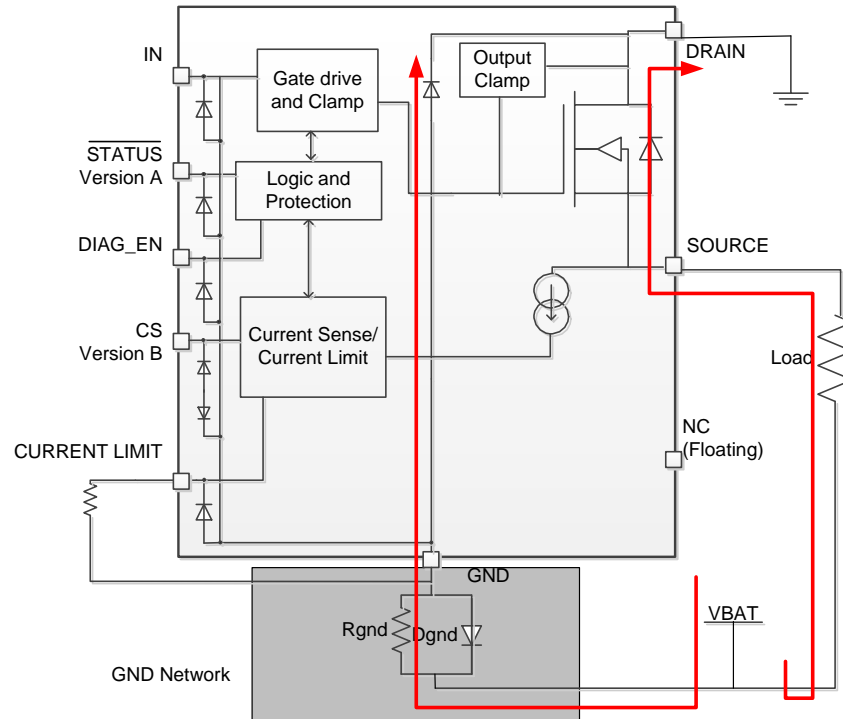 IN
STATUS
Version A
DIAG_EN
CS
Version B
CURRENT LIMIT
Gate drive
and Clamp
Logic and
Protection
Current Sense/
Current Limit
Output
Clamp
DRAIN
SOURCE
Load
NC
(Floating)
GND
Rgnd
Dgnd
VBAT
GND Network